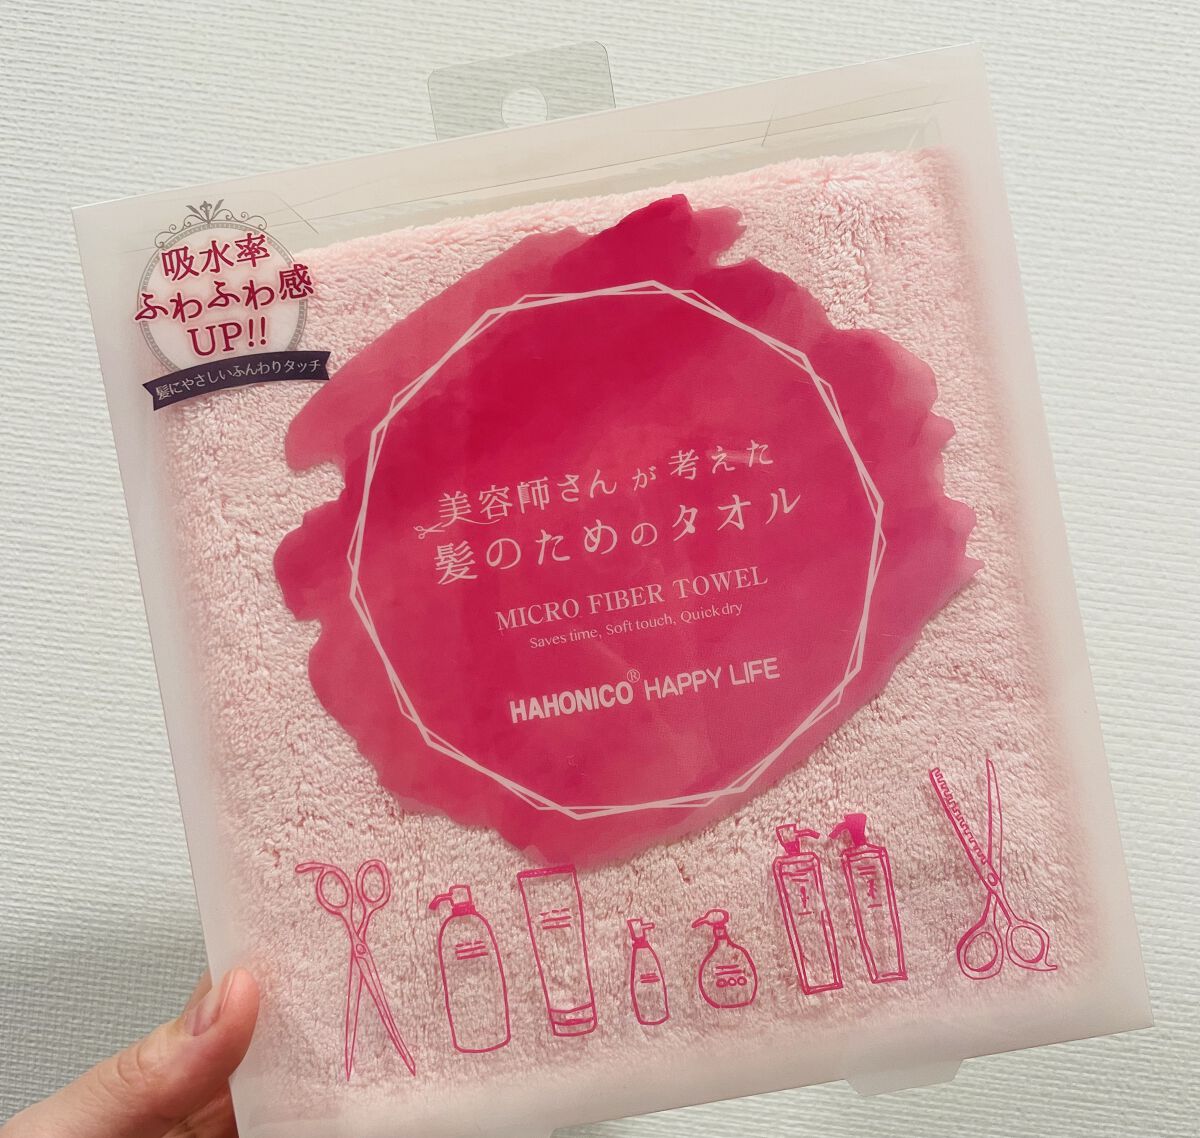 吸水率
ふわふわ感
UP!!
髪にやさしいふんわりタッチ
美容師さんが考えた
髪のためのタオル
MICRO FIBER TOWEL
Saves time, Soft touch, Quick dry
HAHONICO® HAPPY LIFE